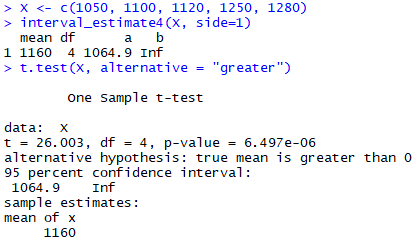 > X <- c(1050, 1100, 1120, 1250, 1280)
> interval_estimate4(X, side=1)
  mean df      a   b
1 1160  4 1064.9 Inf
> t.test(X, alternative = "greater")

        One Sample t-test

data:  X
t = 26.003, df = 4, p-value = 6.497e-06
alternative hypothesis: true mean is greater than 0
95 percent confidence interval:
 1064.9    Inf
sample estimates:
mean of x
     1160